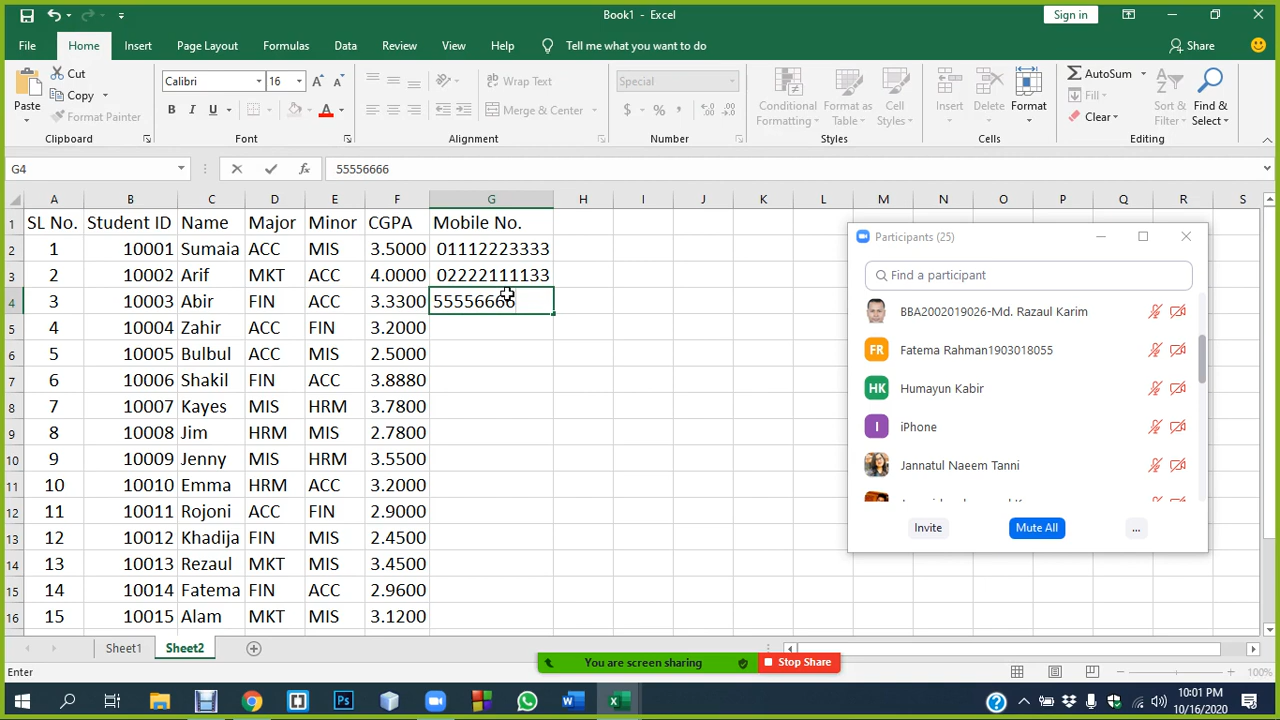 Book1 - Excel
Sign in
File Home Insert Page Layout Formulas Data Review View Help Tell me what you want to do Share
Paste Cut Copy Format Painter Clipboard
Calibri 16 B I U Font
Wrap Text Merge & Center Alignment
Special $ % , Number
Conditional Formatting Format as Table Cell Styles Styles
Insert Delete Format Cells
AutoSum Fill Clear Sort & Filter Find & Select Editing
G4 fx 55556666
A B C D E F G H I J K L M N O P Q R S
1 SL No. Student ID Name Major Minor CGPA Mobile No.
2 1 10001 Sumaia ACC MIS 3.5000 01112223333
3 2 10002 Arif MKT ACC 4.0000 02222111133
4 3 10003 Abir FIN ACC 3.3300 55556666
5 4 10004 Zahir ACC FIN 3.2000
6 5 10005 Bulbul ACC MIS 2.5000
7 6 10006 Shakil FIN ACC 3.8880
8 7 10007 Kayes MIS HRM 3.7800
9 8 10008 Jim HRM MIS 2.7800
10 9 10009 Jenny MIS HRM 3.5500
11 10 10010 Emma HRM ACC 3.2000
12 11 10011 Rojoni ACC FIN 2.9000
13 12 10012 Khadija FIN MIS 2.4500
14 13 10013 Rezaul MKT MIS 3.4500
15 14 10014 Fatema FIN ACC 2.9600
16 15 10015 Alam MKT MIS 3.1200
Participants (25)
Find a participant
BBA2002019026-Md. Razaul Karim
FR Fatema Rahman1903018055
HK Humayun Kabir
I iPhone
Jannatul Naeem Tanni
Invite Mute All ...
Sheet1 Sheet2
You are screen sharing Stop Share
Enter 100%
10:01 PM
10/16/2020